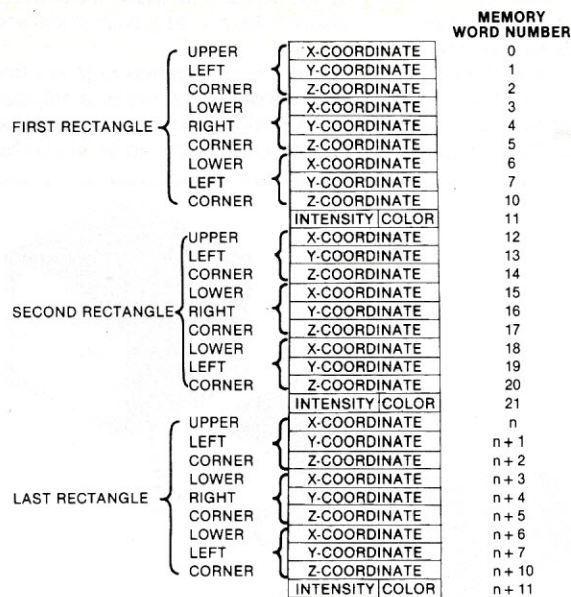 MEMORY
WORD NUMBER
UPPER X-COORDINATE 0
LEFT Y-COORDINATE 1
CORNER Z-COORDINATE 2
LOWER X-COORDINATE 3
FIRST RECTANGLE RIGHT Y-COORDINATE 4
CORNER Z-COORDINATE 5
LOWER X-COORDINATE 6
LEFT Y-COORDINATE 7
CORNER Z-COORDINATE 10
INTENSITY COLOR 11
UPPER X-COORDINATE 12
LEFT Y-COORDINATE 13
CORNER Z-COORDINATE 14
LOWER X-COORDINATE 15
SECOND RECTANGLE RIGHT Y-COORDINATE 16
CORNER Z-COORDINATE 17
LOWER X-COORDINATE 18
LEFT Y-COORDINATE 19
CORNER Z-COORDINATE 20
INTENSITY COLOR 21
UPPER X-COORDINATE n
LEFT Y-COORDINATE n + 1
CORNER Z-COORDINATE n + 2
LOWER X-COORDINATE n + 3
LAST RECTANGLE RIGHT Y-COORDINATE n + 4
CORNER Z-COORDINATE n + 5
LOWER X-COORDINATE n + 6
LEFT Y-COORDINATE n + 7
CORNER Z-COORDINATE n + 10
INTENSITY COLOR n + 11